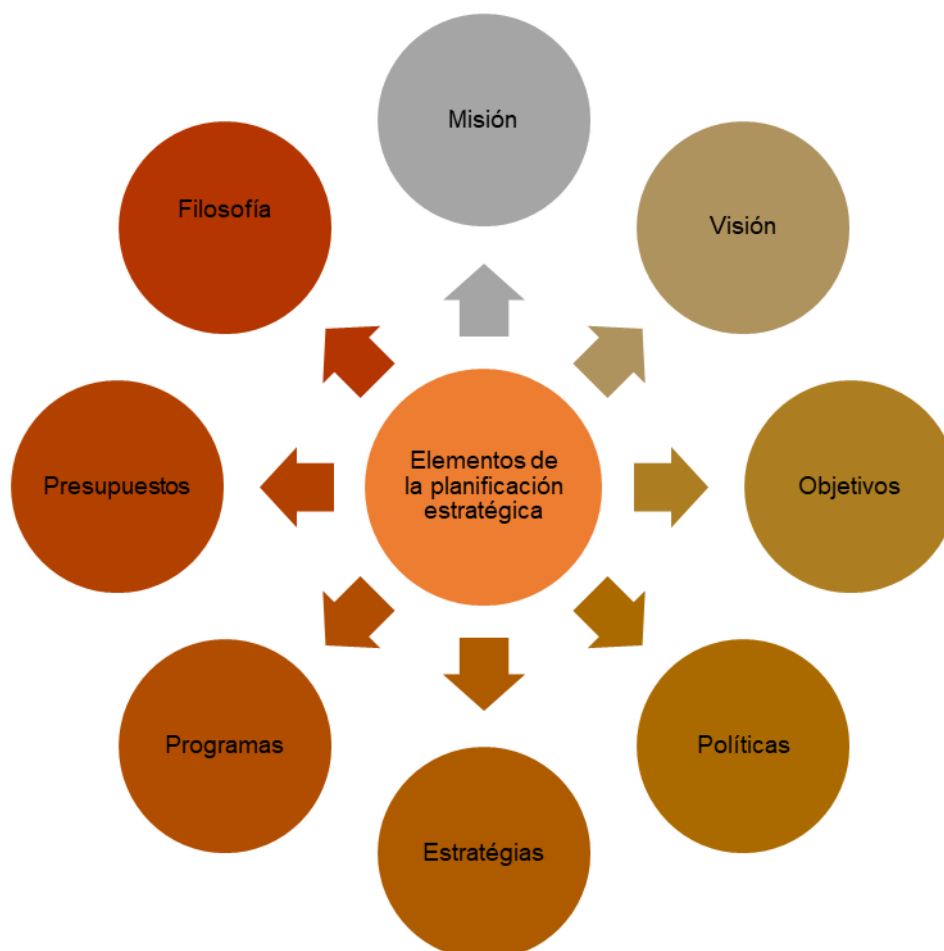 Misión
Filosofía
Visión
Elementos de
la planificación
estratégica
Presupuestos
Objetivos
Programas
Políticas
Estratégias